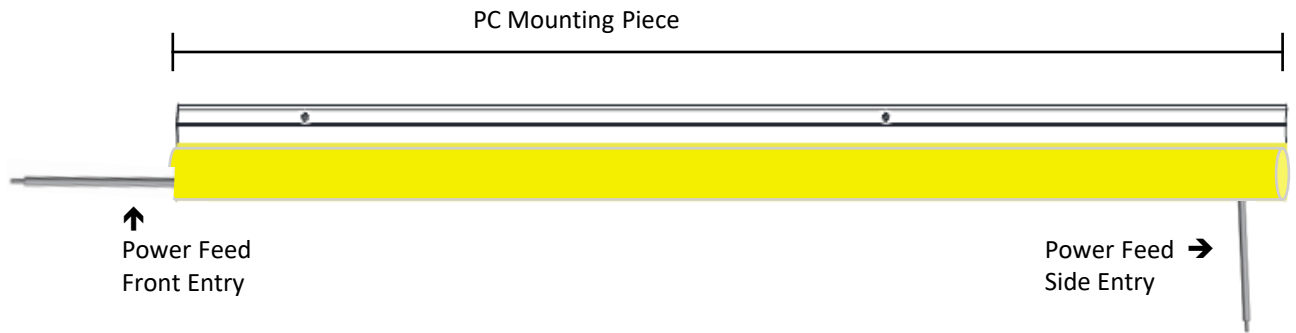 PC Mounting Piece
Power Feed
Front Entry
Power Feed
Side Entry